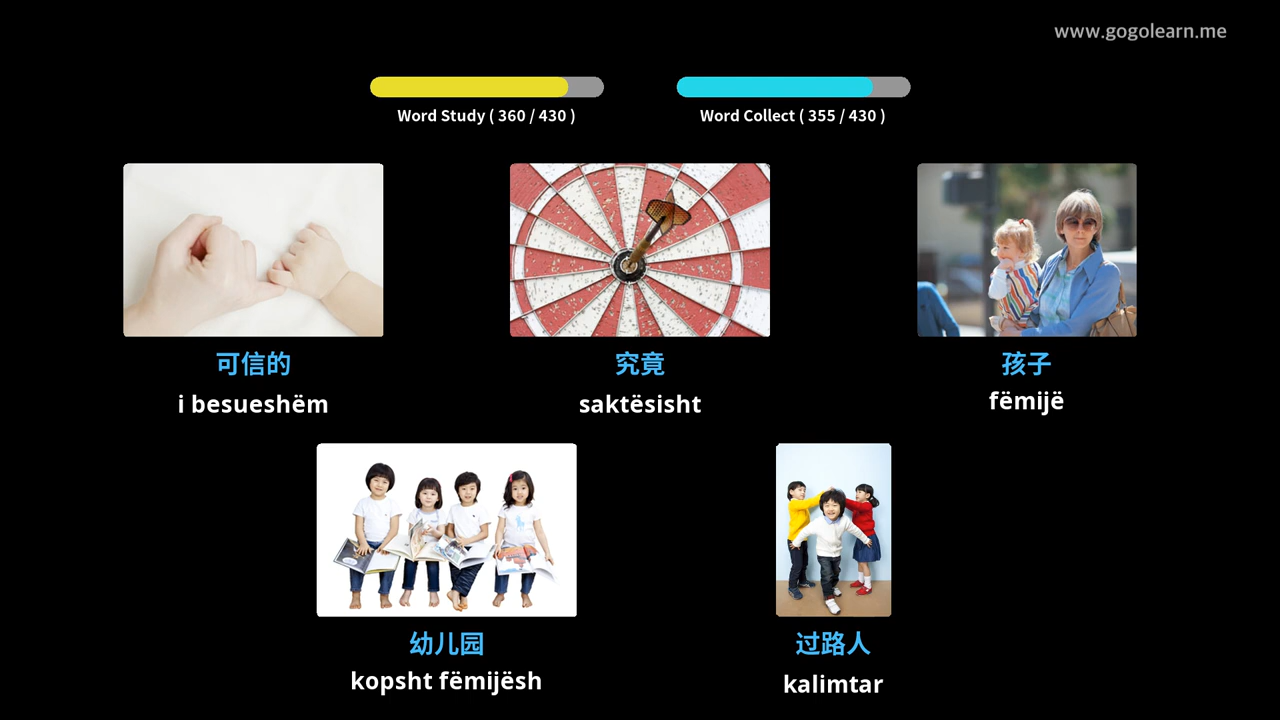 www.gogolearn.me
Word Study ( 360 / 430 )
Word Collect ( 355 / 430 )
可信的
i besueshëm
究竟
saktësisht
孩子
fëmijë
幼儿园
kopsht fëmijësh
过路人
kalimtar